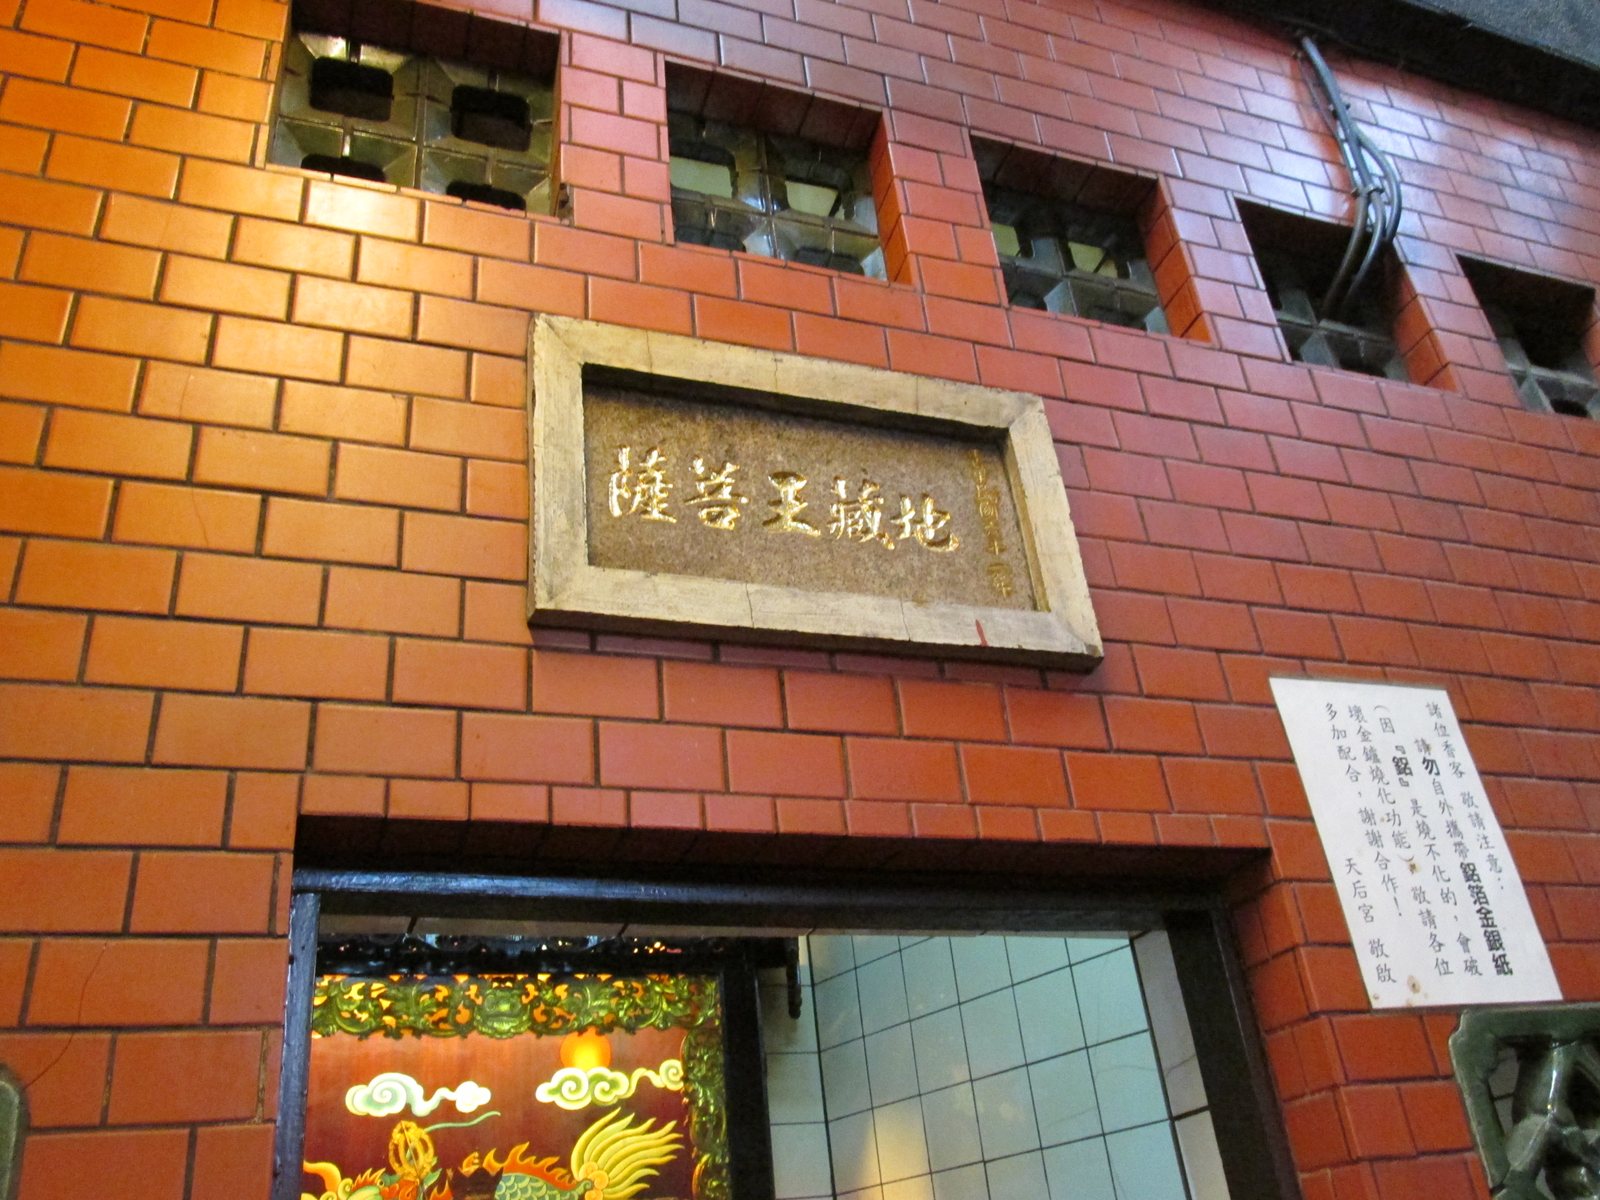 地藏王菩薩
諸位香客 敬請注意：
請勿自外攜帶鋁箔金銀紙
（因『鋁』是燒不化的，會破
壞金鑪燒化功能）敬請各位
多加配合，謝謝合作！
天后宮 敬啟